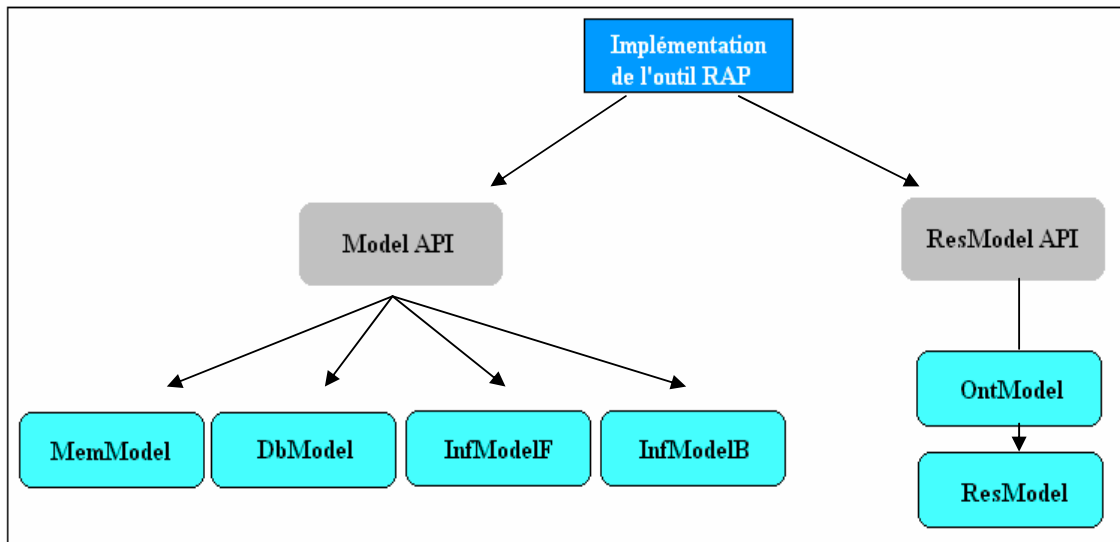 Implémentation
de l'outil RAP
Model API
ResModel API
MemModel
DbModel
InfModelF
InfModelB
OntModel
ResModel